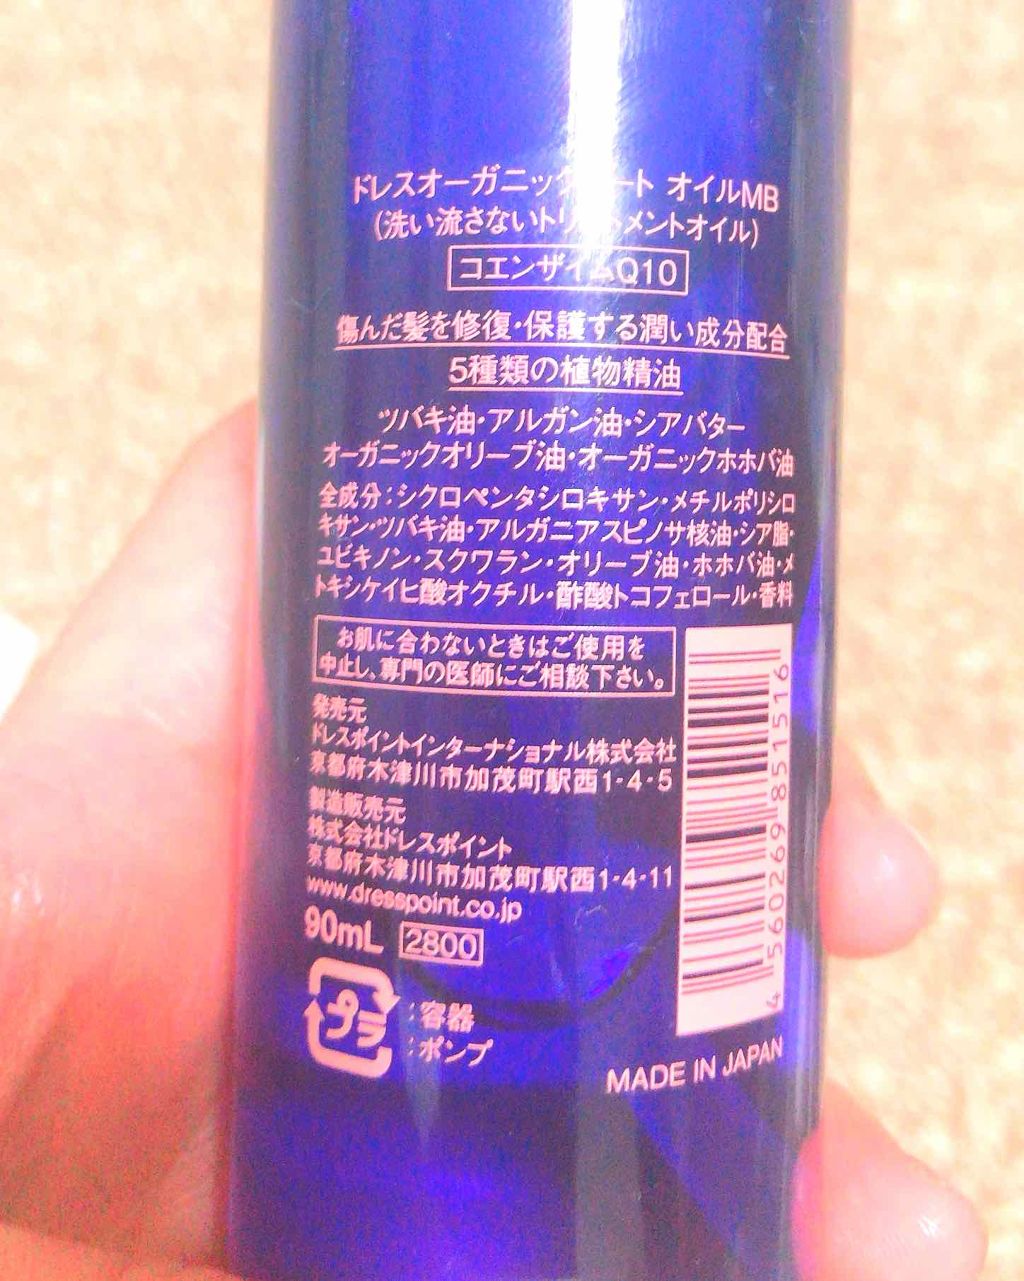 ドレスオーガニック ート オイルMB
(洗い流さないトリートメントオイル)
コエンザイムQ10
傷んだ髪を修復・保護する潤い成分配合
5種類の植物精油
ツバキ油・アルガン油・シアバター
オーガニックオリーブ油・オーガニックホホバ油
全成分:シクロペンタシロキサン・メチルポリシロ
キサン・ツバキ油・アルガニアスピノサ核油・シア脂・
ユビキノン・スクワラン・オリーブ油・ホホバ油・メ
トキシケイヒ酸オクチル・酢酸トコフェロール・香料
お肌に合わないときはご使用を
中止し、専門の医師にご相談下さい。
発売元
ドレスポイントインターナショナル株式会社
京都府木津川市加茂町駅西1-4-5
製造販売元
株式会社ドレスポイント
京都府木津川市加茂町駅西1-4-11
www.dresspoint.co.jp
90mL 2800
プラ
:容器
:ポンプ
4 560269 851516
MADE IN JAPAN